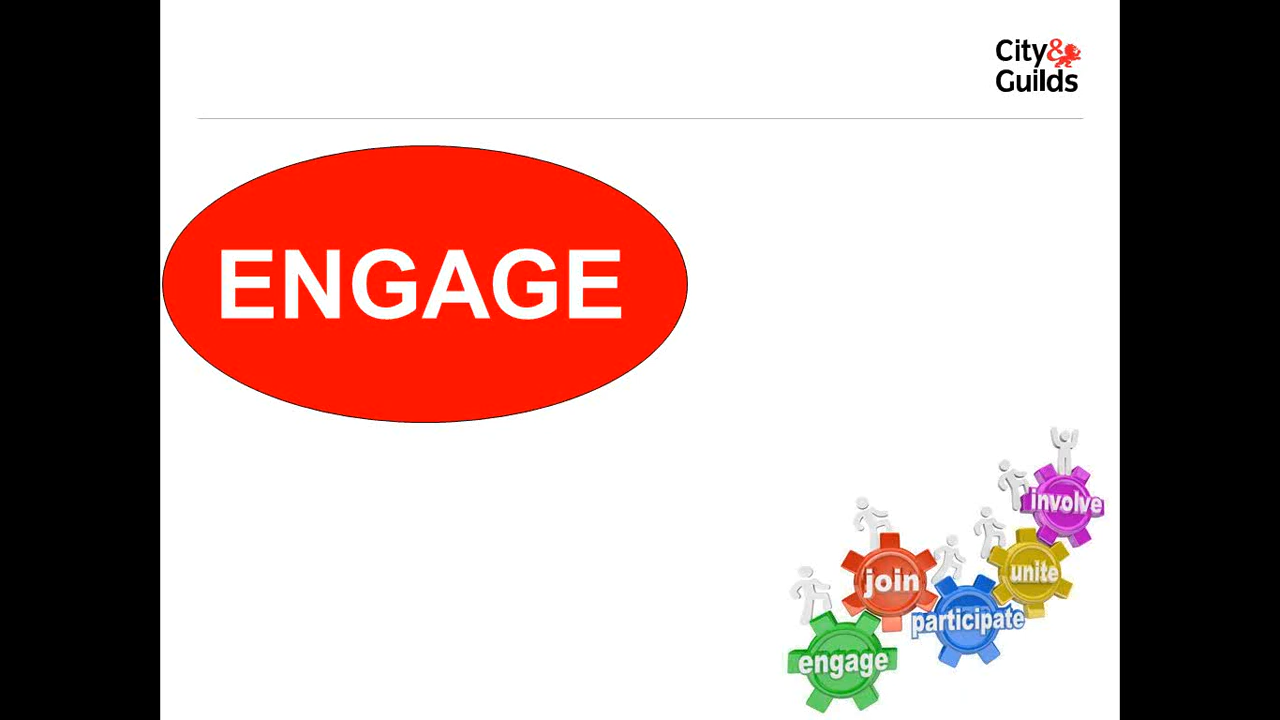 City&
Guilds
ENGAGE
involve
join
unite
participate
engage